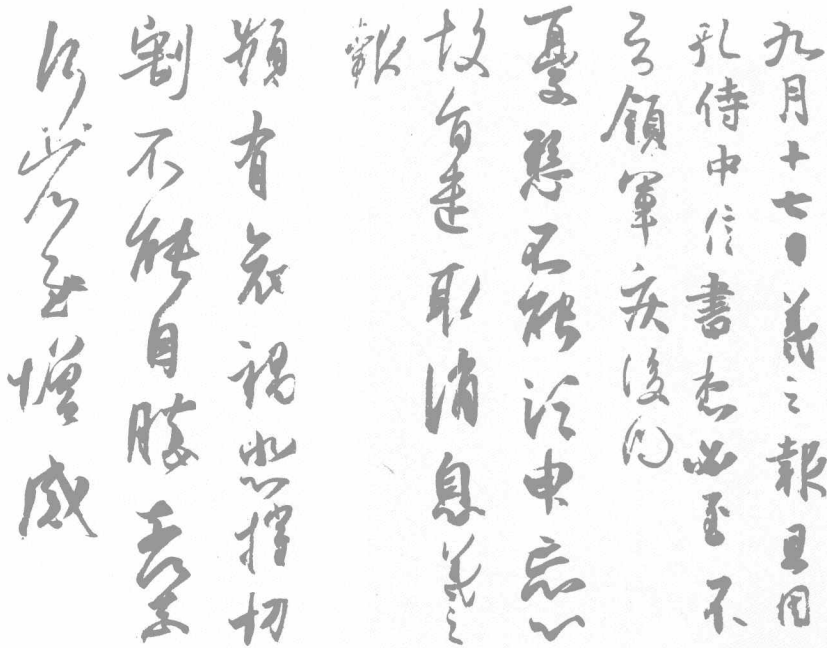 九月十七日羲之報且因
孔侍中信書想必至不
知領軍疾後問
憂懸不能須臾忘心
故旨遣取消息羲之
報
頻有哀禍悲摧切
割不能自勝奈何奈
何省慰增感